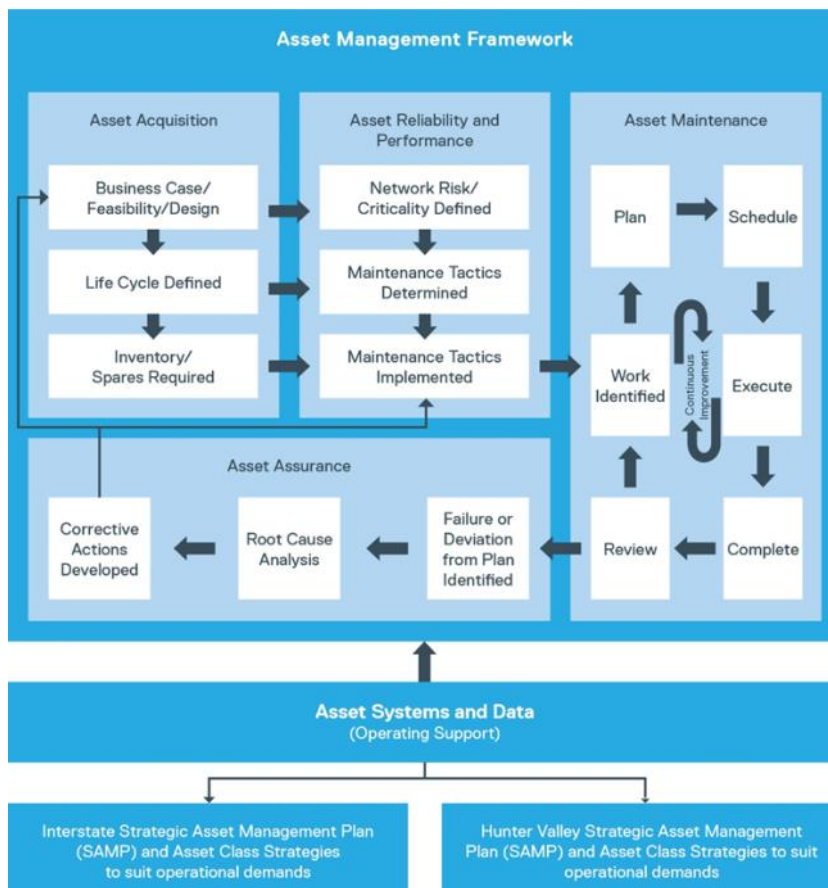 Asset Management Framework
Asset Acquisition
Business Case/
Feasibility/Design
Life Cycle Defined
Inventory/
Spares Required
Asset Reliability and
Performance
Network Risk/
Criticality Defined
Maintenance Tactics
Determined
Maintenance Tactics
Implemented
Asset Maintenance
Plan
Schedule
Work
Identified
Continuous
Improvement
Execute
Review
Complete
Asset Assurance
Corrective
Actions
Developed
Root Cause
Analysis
Failure or
Deviation
from Plan
Identified
Asset Systems and Data
(Operating Support)
Interstate Strategic Asset Management Plan
(SAMP) and Asset Class Strategies
to suit operational demands
Hunter Valley Strategic Asset Management
Plan (SAMP) and Asset Class Strategies to suit
operational demands